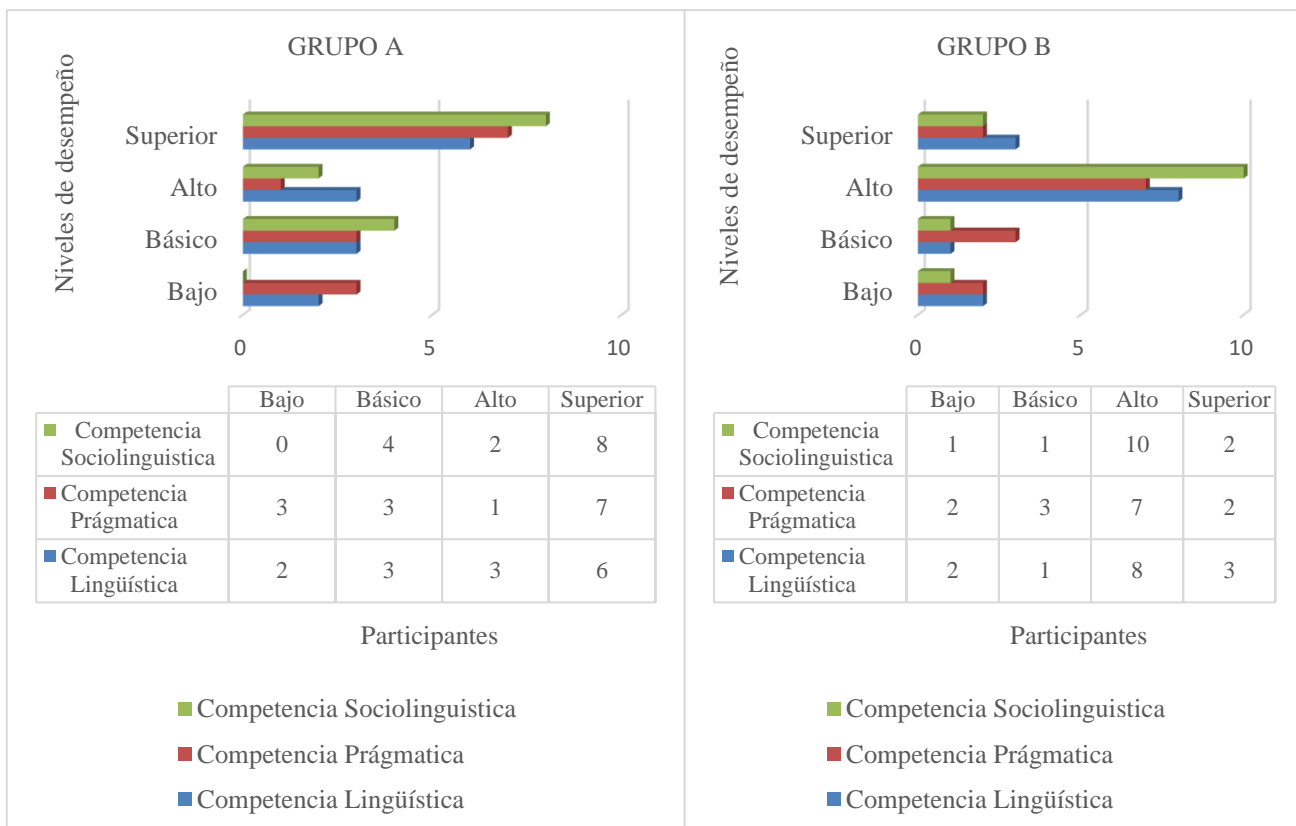 GRUPO A
Niveles de desempeño
Superior
Alto
Básico
Bajo
0 5 10
Bajo Básico Alto Superior
Competencia Sociolinguistica 0 4 2 8
Competencia Prágmatica 3 3 1 7
Competencia Lingüística 2 3 3 6
Participantes
Competencia Sociolinguistica
Competencia Prágmatica
Competencia Lingüística
GRUPO B
Niveles de desempeño
Superior
Alto
Básico
Bajo
0 5 10
Bajo Básico Alto Superior
Competencia Sociolinguistica 1 1 10 2
Competencia Prágmatica 2 3 7 2
Competencia Lingüística 2 1 8 3
Participantes
Competencia Sociolinguistica
Competencia Prágmatica
Competencia Lingüística